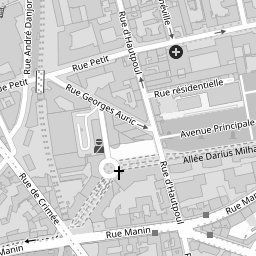 Rue André Danjon
Rue d'Hautpoul
Rue Petit
Rue Petit
Rue résidentielle
Rue Georges Auric
Avenue Principale
Allée Darius Milha
Rue de Crimée
Rue d'Hautpoul
Rue Manin
Rue Manin